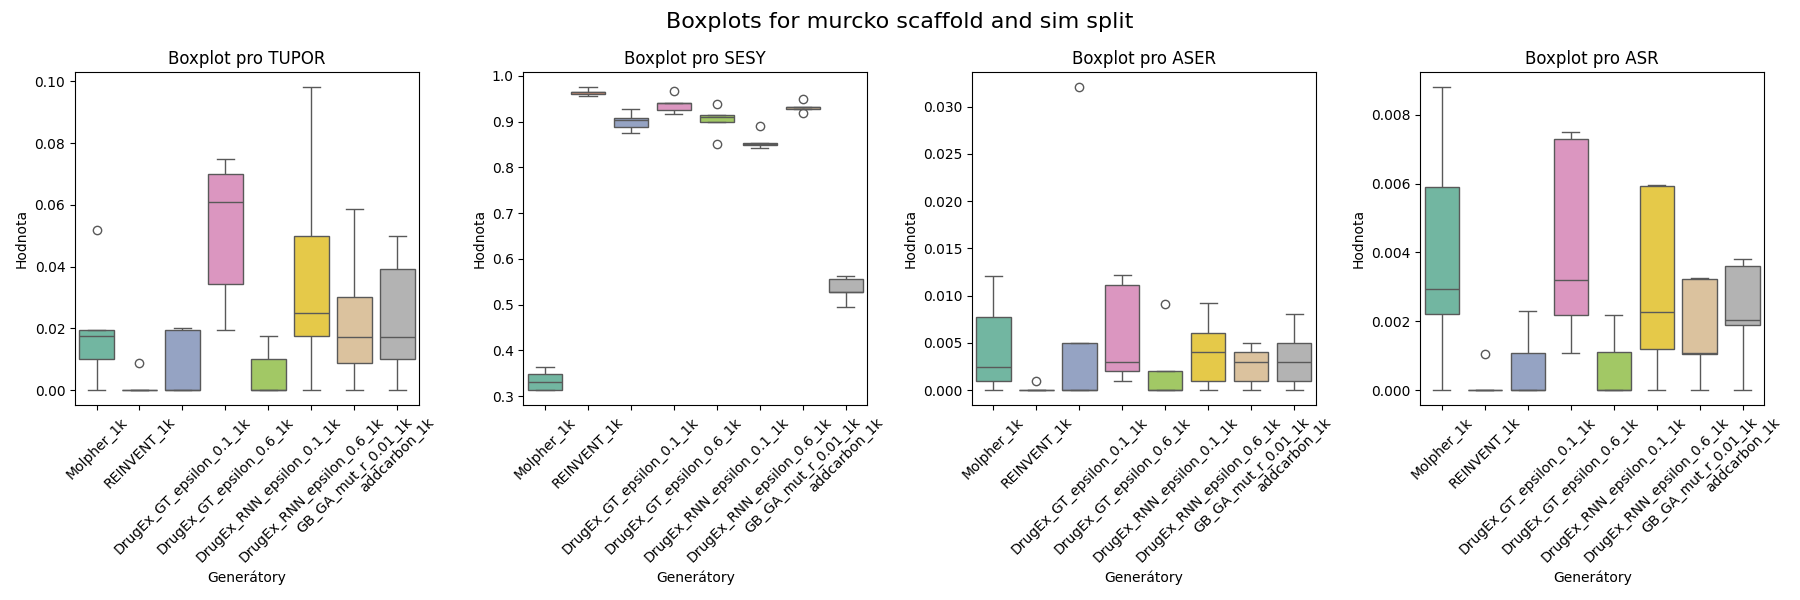 Boxplots for murcko scaffold and sim split
Boxplot pro TUPOR
Hodnota
0.10
0.08
0.06
0.04
0.02
0.00
Molpher_1k
REINVENT_1k
DrugEx_GT_epsilon_0.1_1k
DrugEx_GT_epsilon_0.6_1k
DrugEx_RNN_epsilon_0.1_1k
DrugEx_RNN_epsilon_0.6_1k
GB_GA_mut_r_0.01_1k
addcarbon_1k
Generátory
Boxplot pro SESY
Hodnota
1.0
0.9
0.8
0.7
0.6
0.5
0.4
0.3
Molpher_1k
REINVENT_1k
DrugEx_GT_epsilon_0.1_1k
DrugEx_GT_epsilon_0.6_1k
DrugEx_RNN_epsilon_0.1_1k
DrugEx_RNN_epsilon_0.6_1k
GB_GA_mut_r_0.01_1k
addcarbon_1k
Generátory
Boxplot pro ASER
Hodnota
0.030
0.025
0.020
0.015
0.010
0.005
0.000
Molpher_1k
REINVENT_1k
DrugEx_GT_epsilon_0.1_1k
DrugEx_GT_epsilon_0.6_1k
DrugEx_RNN_epsilon_0.1_1k
DrugEx_RNN_epsilon_0.6_1k
GB_GA_mut_r_0.01_1k
addcarbon_1k
Generátory
Boxplot pro ASR
Hodnota
0.008
0.006
0.004
0.002
0.000
Molpher_1k
REINVENT_1k
DrugEx_GT_epsilon_0.1_1k
DrugEx_GT_epsilon_0.6_1k
DrugEx_RNN_epsilon_0.1_1k
DrugEx_RNN_epsilon_0.6_1k
GB_GA_mut_r_0.01_1k
addcarbon_1k
Generátory